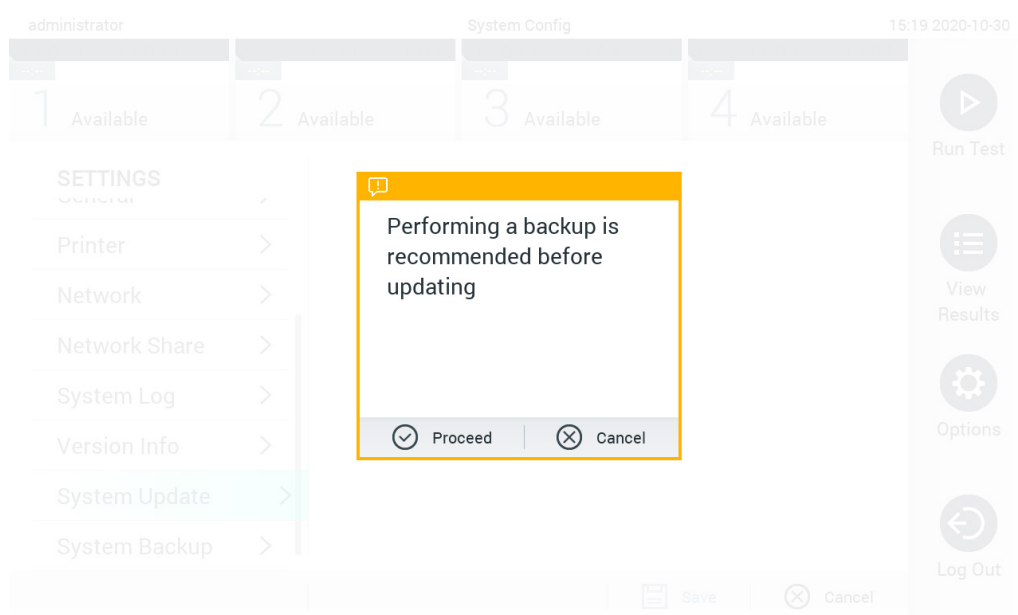 administrator System Config 15:19 2020-10-30
--:-- --:-- --:-- --:--
1 Available 2 Available 3 Available 4 Available
Run Test
SETTINGS
General
Performing a backup is
recommended before
updating
Printer
Network
View
Results
Network Share
System Log
Options
Version Info
Proceed Cancel
System Update
System Backup
Log Out
Save Cancel